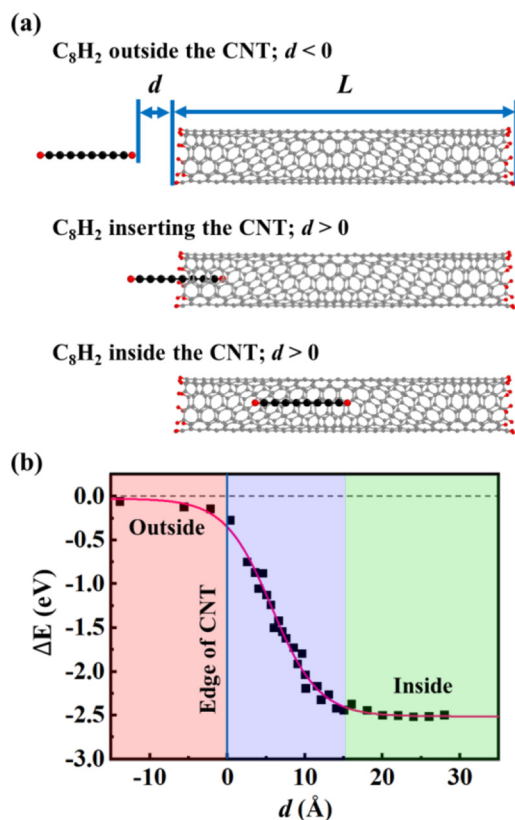 (a)
C₈H₂ outside the CNT; d < 0
d
L
C₈H₂ inserting the CNT; d > 0
C₈H₂ inside the CNT; d > 0
(b)
0.0
-0.5
-1.0
-1.5
-2.0
-2.5
-3.0
ΔE (eV)
Outside
Edge of CNT
Inside
-10
0
10
20
30
d (Å)